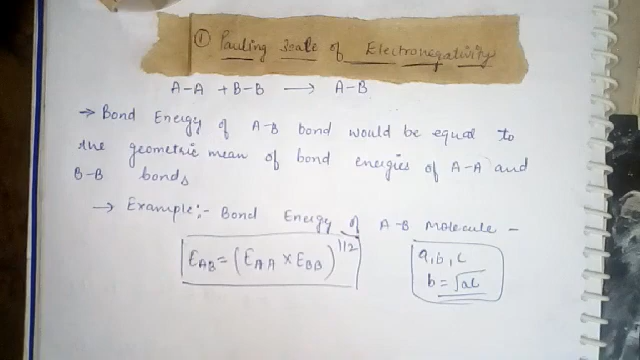 ① Pauling Scale of Electronegativity
A-A + B-B ⟶ A-B
→ Bond Energy of A-B bond would be equal to
the geometric mean of bond energies of A-A and
B-B bonds
→ Example:- Bond Energy of A-B Molecule -
E_AB = (E_AA × E_BB)^1/2
a, b, c
b = √ac